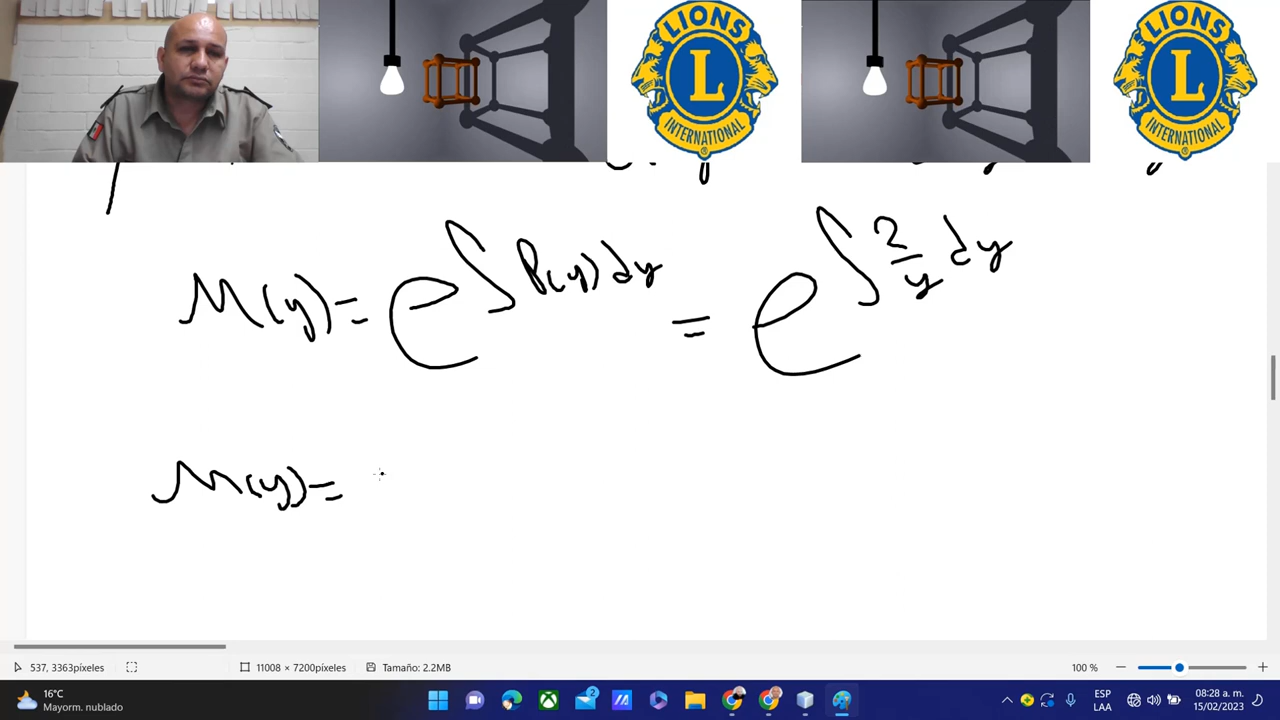 LIONS
L
INTERNATIONAL
LIONS
L
INTERNATIONAL
M(y)= e^∫P(y)dy = e^∫2/y dy
M(y)=
537, 3363píxeles
11008 × 7200píxeles
Tamaño: 2.2MB
100 %
16°C
Mayorm. nublado
2
ESP
LAA
08:28 a. m.
15/02/2023